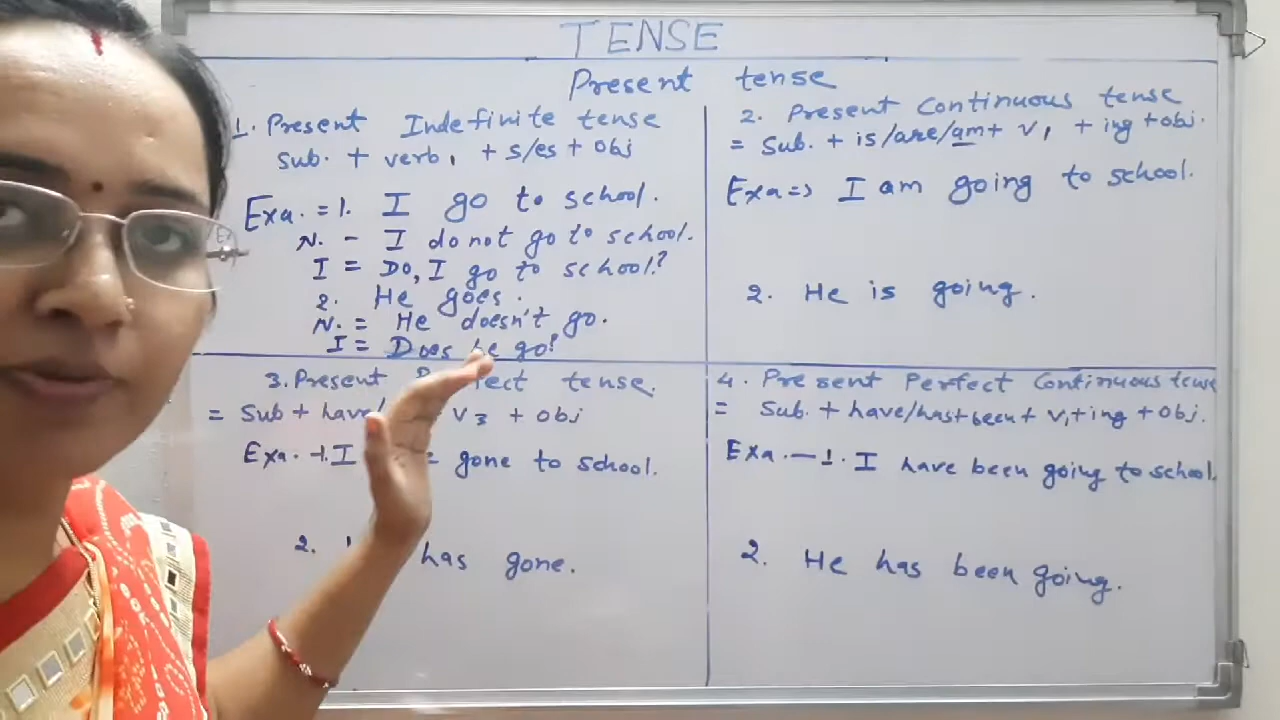 TENSE
Present tense
1. Present Indefinite tense
Sub. + verb, + s/es + obj
Exa. = 1. I go to school.
N. - I do not go to school.
I = Do, I go to school?
2. He goes.
N. = He doesn't go.
I = Does he go?
2. Present Continuous tense
= Sub. + is/are/am + V₁ + ing + obj.
Exa => I am going to school.
2. He is going.
3. Present tense.
= Sub + have/ V₃ + obj
Exa. - 1. I gone to school.
2. has gone.
4. Present Perfect Continuous tense
= Sub. + have/has + been + V₁ + ing + obj.
Exa. — 1. I have been going to school.
2. He has been going.